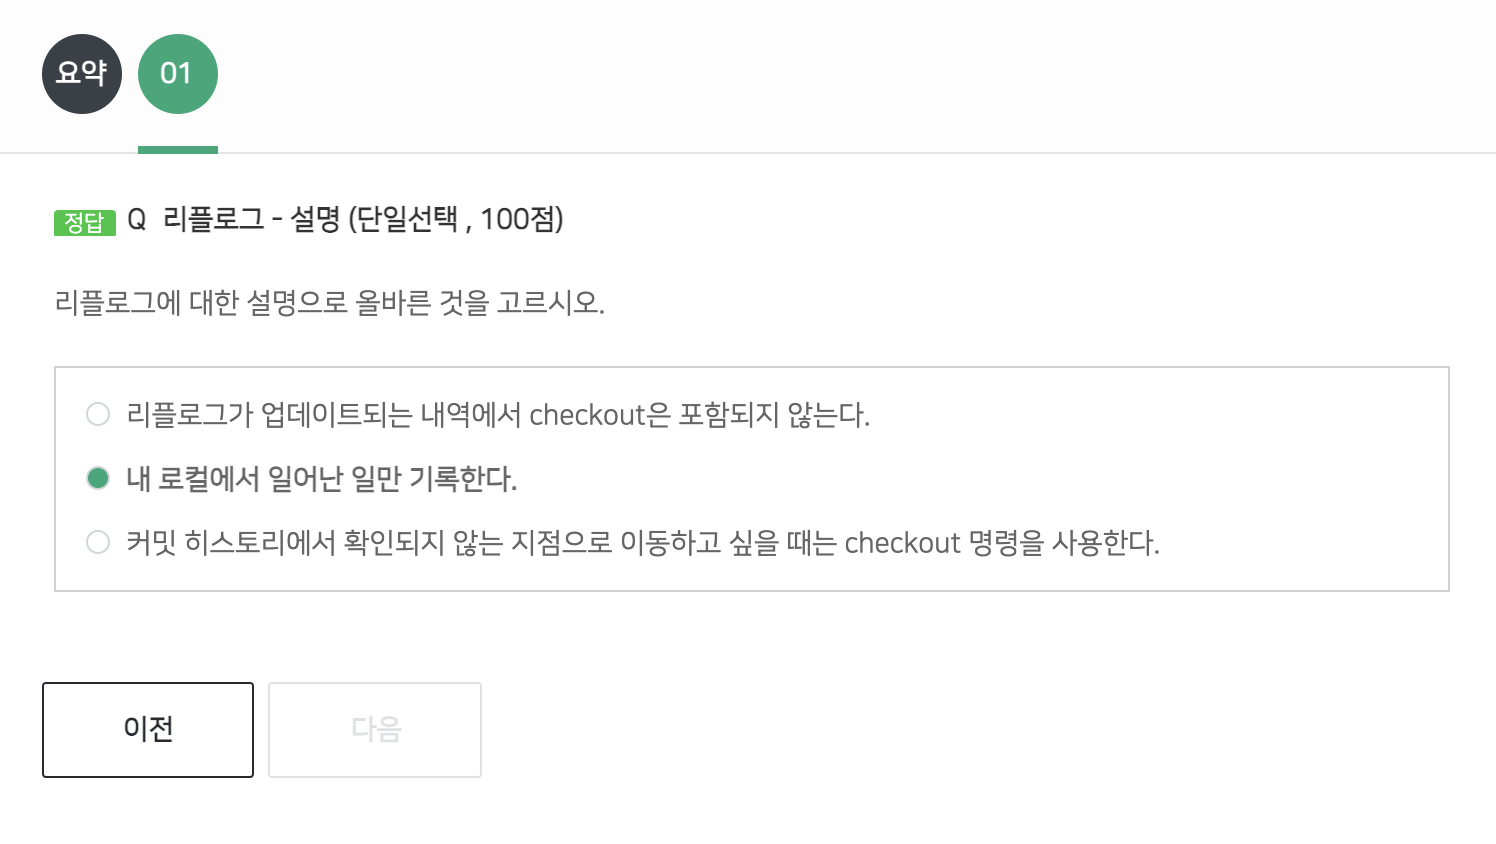 요약 01
정답 Q 리플로그 - 설명 (단일선택 , 100점)
리플로그에 대한 설명으로 올바른 것을 고르시오.
리플로그가 업데이트되는 내역에서 checkout은 포함되지 않는다.
내 로컬에서 일어난 일만 기록한다.
커밋 히스토리에서 확인되지 않는 지점으로 이동하고 싶을 때는 checkout 명령을 사용한다.
이전 다음